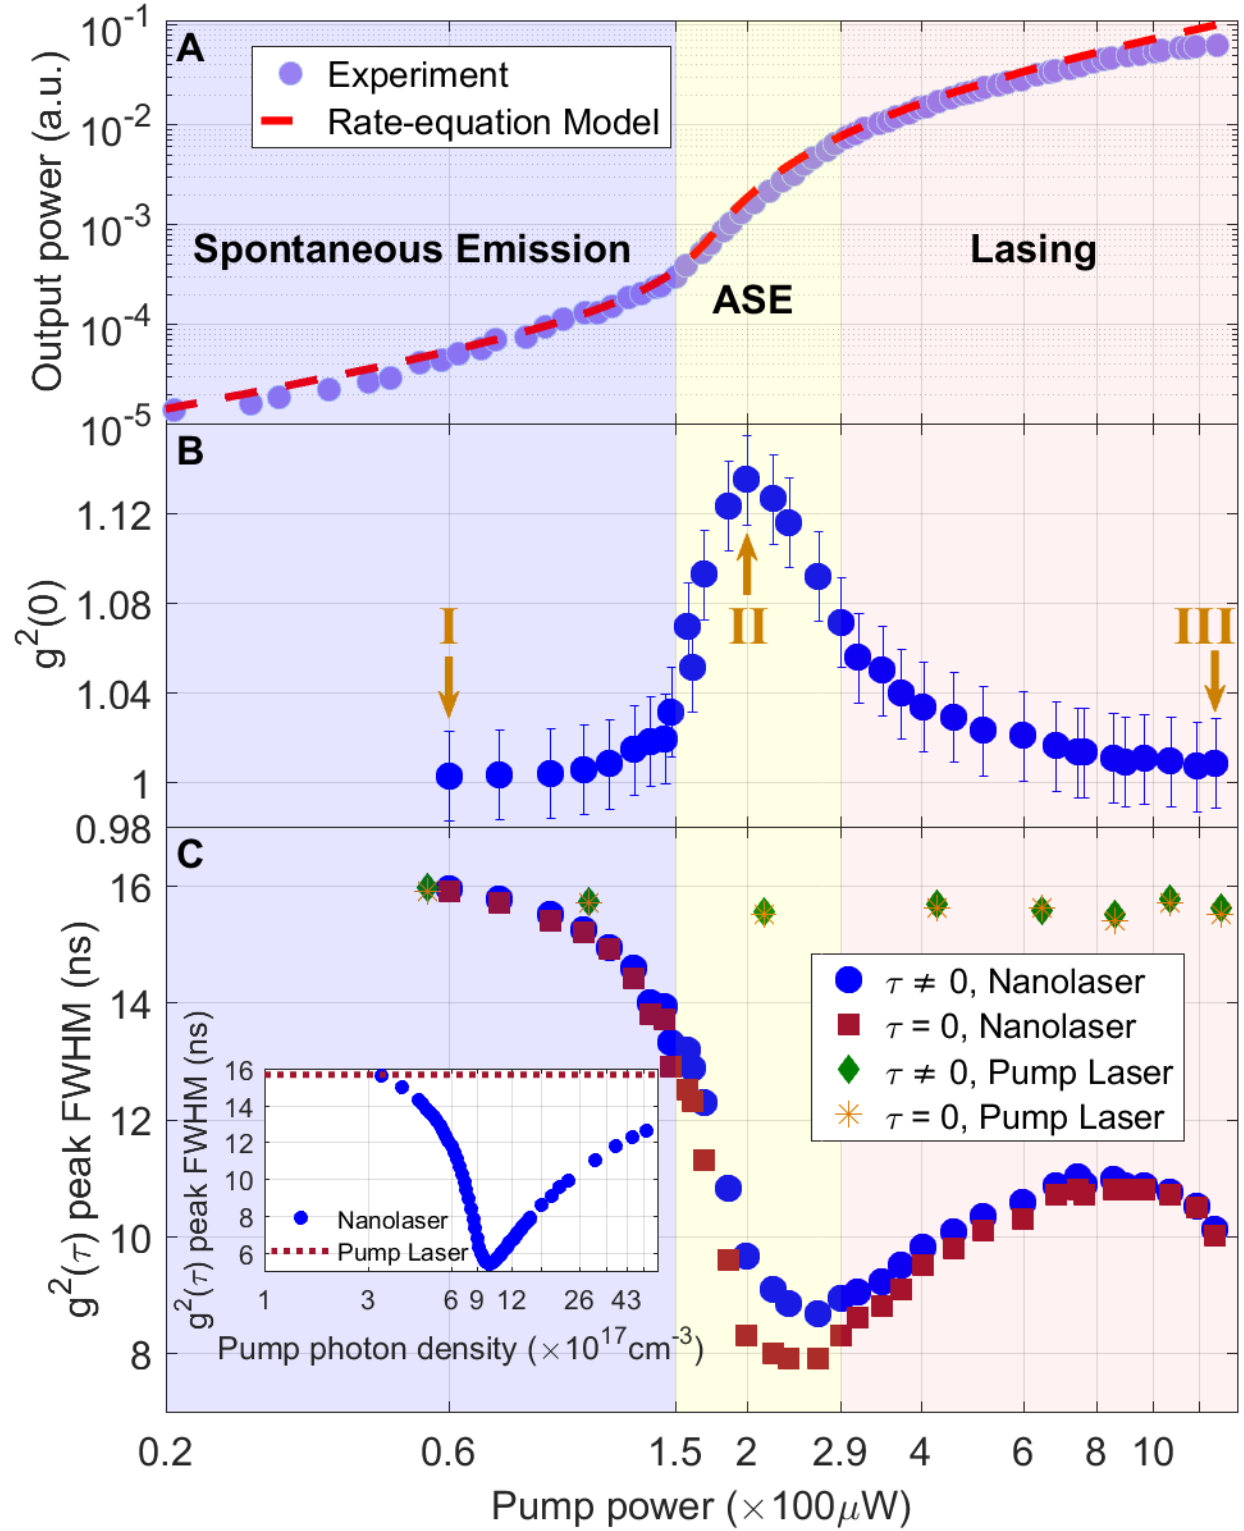 A
10^-1
10^-2
10^-3
10^-4
10^-5
Output power (a.u.)
Experiment
Rate-equation Model
Spontaneous Emission
ASE
Lasing
B
1.12
1.08
1.04
1
0.98
g^2(0)
I
II
III
C
16
14
12
10
8
g^2(τ) peak FWHM (ns)
τ ≠ 0, Nanolaser
τ = 0, Nanolaser
τ ≠ 0, Pump Laser
τ = 0, Pump Laser
g^2(τ) peak FWHM (ns)
16
14
12
10
8
6
Nanolaser
Pump Laser
1 3 6 9 12 26 43
Pump photon density (×10^17cm^-3)
0.2 0.6 1.5 2 2.9 4 6 8 10
Pump power (×100μW)